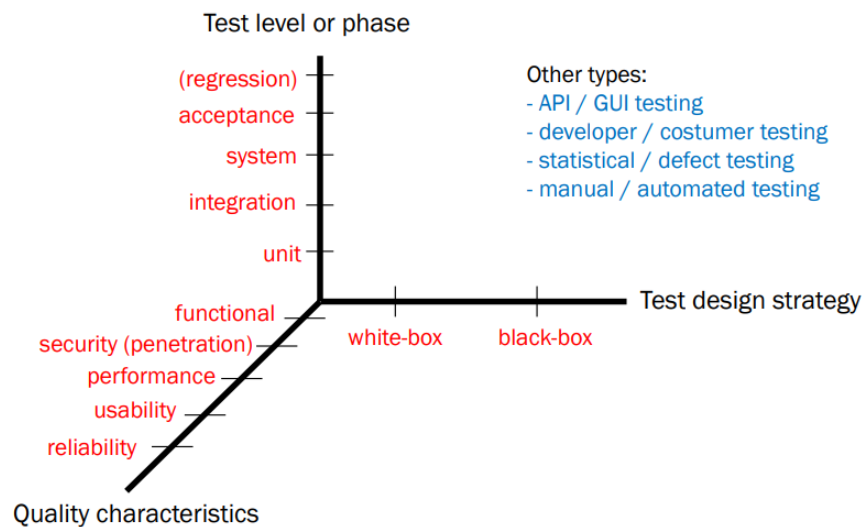 Test level or phase
(regression)
acceptance
system
integration
unit
Other types:
- API / GUI testing
- developer / costumer testing
- statistical / defect testing
- manual / automated testing
Test design strategy
white-box
black-box
functional
security (penetration)
performance
usability
reliability
Quality characteristics